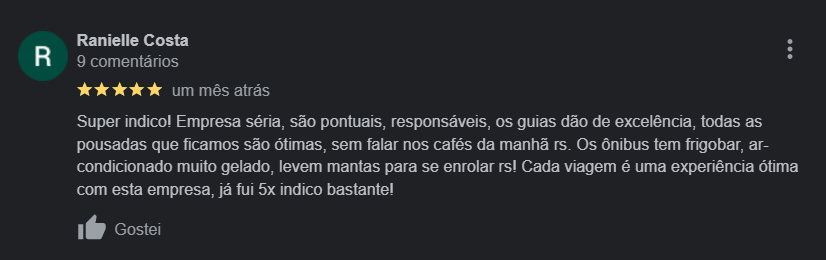 R
Ranielle Costa
9 comentários
um mês atrás
Super indico! Empresa séria, são pontuais, responsáveis, os guias dão de excelência, todas as
pousadas que ficamos são ótimas, sem falar nos cafés da manhã rs. Os ônibus tem frigobar, ar-
condicionado muito gelado, levem mantas para se enrolar rs! Cada viagem é uma experiência ótima
com esta empresa, já fui 5x indico bastante!
Gostei